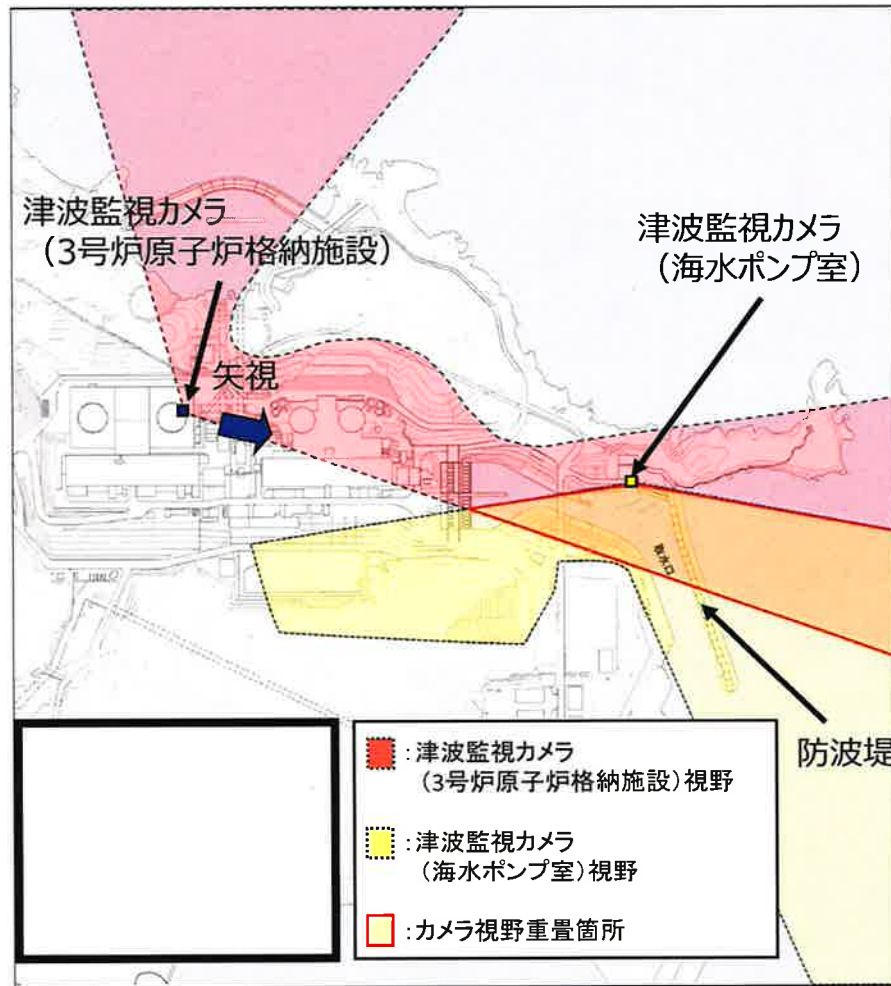 津波監視カメラ
(3号炉原子炉格納施設)
津波監視カメラ
(海水ポンプ室)
矢視
取水口
防波堤
:津波監視カメラ
(3号炉原子炉格納施設)視野
:津波監視カメラ
(海水ポンプ室)視野
:カメラ視野重畳箇所